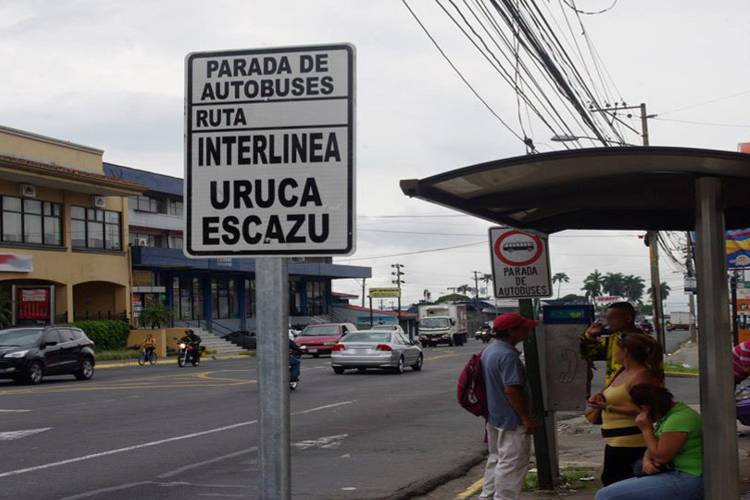 PARADA DE
AUTOBUSES
RUTA
INTERLINEA
URUCA
ESCAZU
PARADA
DE
AUTOBUSES